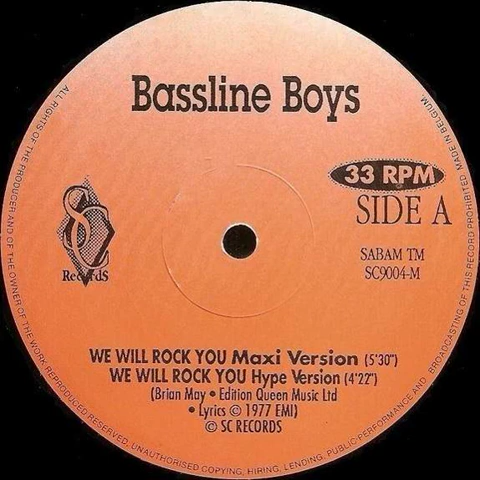 Bassline Boys
33 RPM
SIDE A
SABAM TM
SC9004-M
SC
RecordS
WE WILL ROCK YOU Maxi Version (5'30")
WE WILL ROCK YOU Hype Version (4'22")
(Brian May • Edition Queen Music Ltd
• Lyrics © 1977 EMI)
© SC RECORDS
ALL RIGHTS OF THE PRODUCER AND OF THE OWNER OF THE WORK REPRODUCED RESERVED, UNAUTHORISED COPYING, HIRING, LENDING, PUBLIC PERFORMANCE AND BROADCASTING OF THIS RECORD PROHIBITED MADE IN BELGIUM.